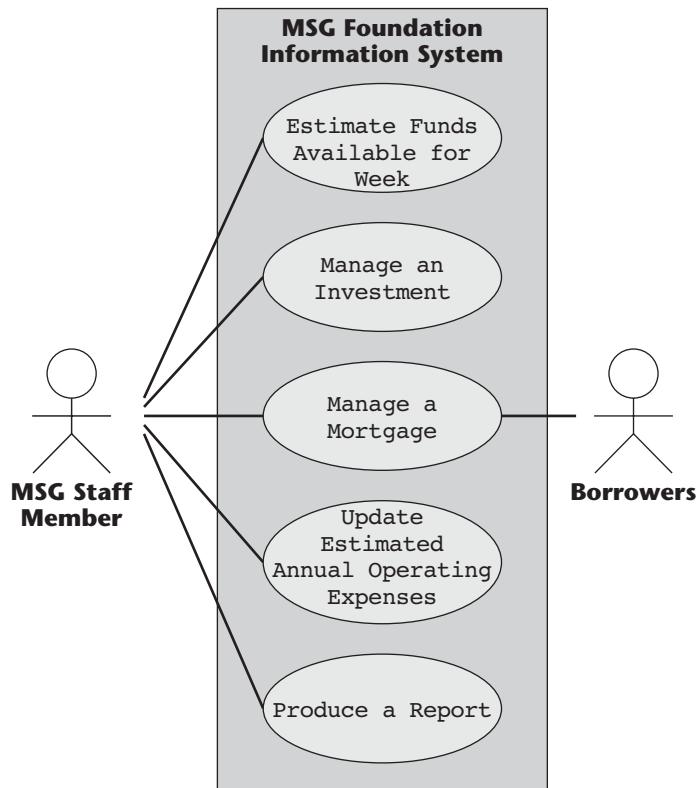 MSG Foundation
Information System
Estimate Funds
Available for
Week
Manage an
Investment
Manage a
Mortgage
MSG Staff
Member
Borrowers
Update
Estimated
Annual Operating
Expenses
Produce a Report